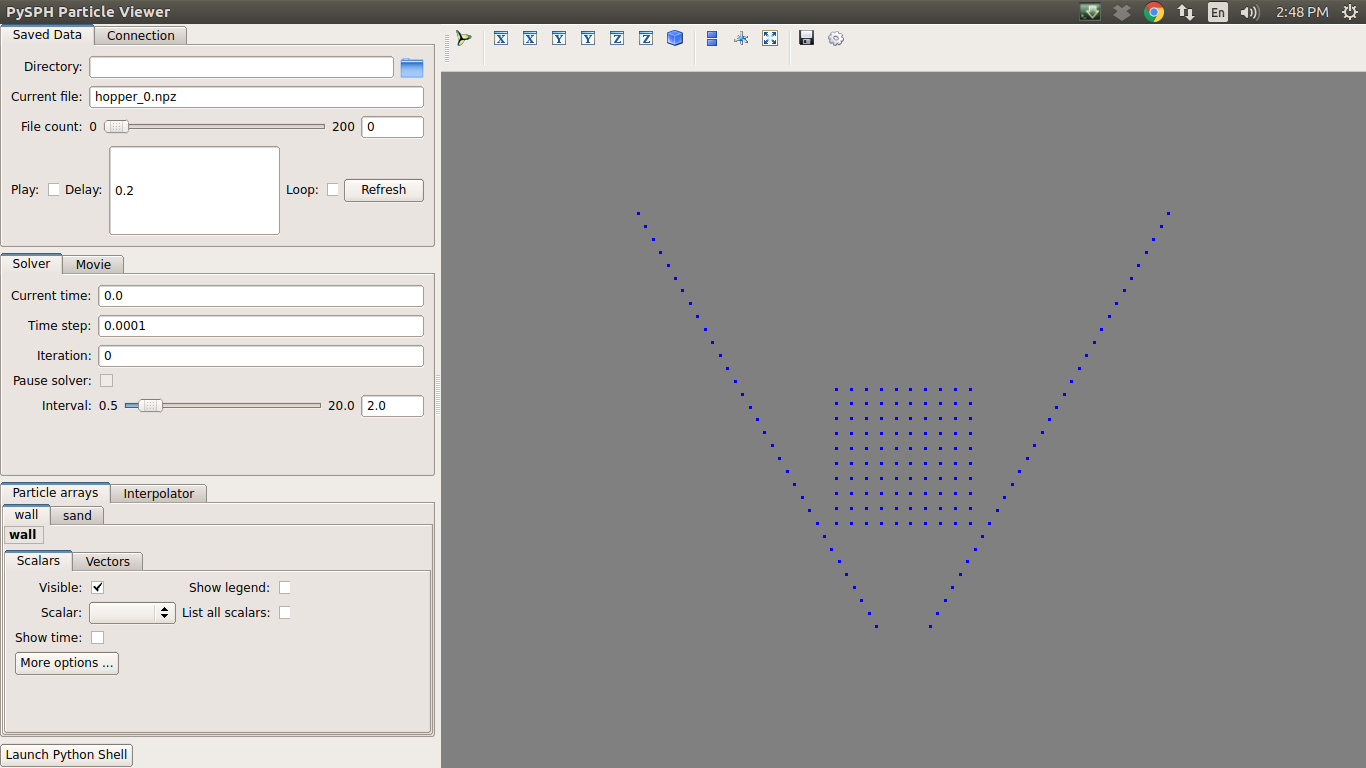 PySPH Particle Viewer
En
2:48 PM
Saved Data
Connection
Directory:
Current file: hopper_0.npz
File count: 0 200 0
Play: Delay: 0.2 Loop: Refresh
Solver
Movie
Current time: 0.0
Time step: 0.0001
Iteration: 0
Pause solver:
Interval: 0.5 20.0 2.0
Particle arrays
Interpolator
wall
sand
wall
Scalars
Vectors
Visible: Show legend:
Scalar: List all scalars:
Show time:
More options ...
Launch Python Shell
X X Y Y Z Z